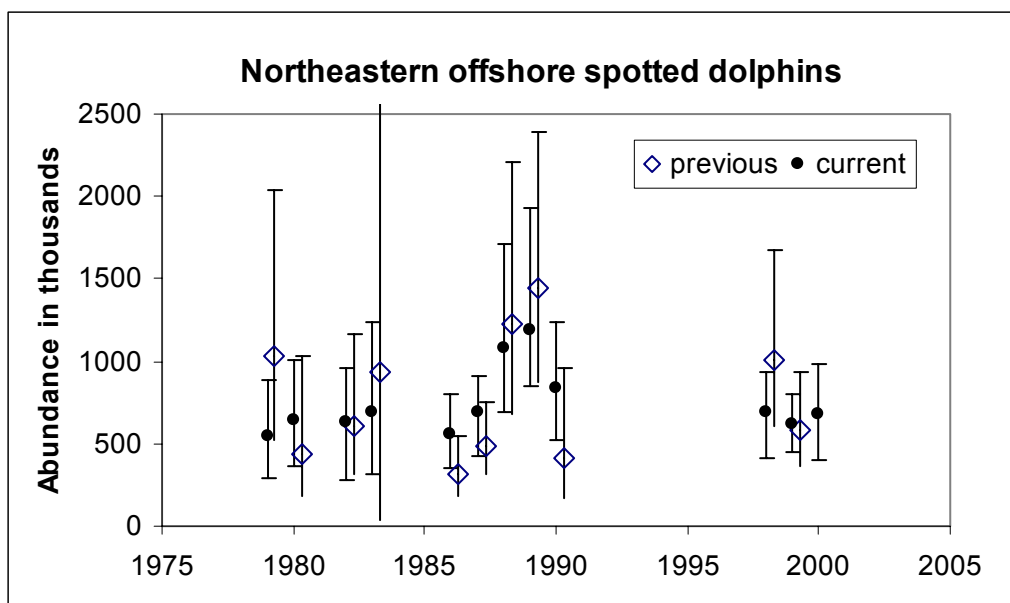 Northeastern offshore spotted dolphins
Abundance in thousands
2500
2000
1500
1000
500
0
previous current
1975 1980 1985 1990 1995 2000 2005